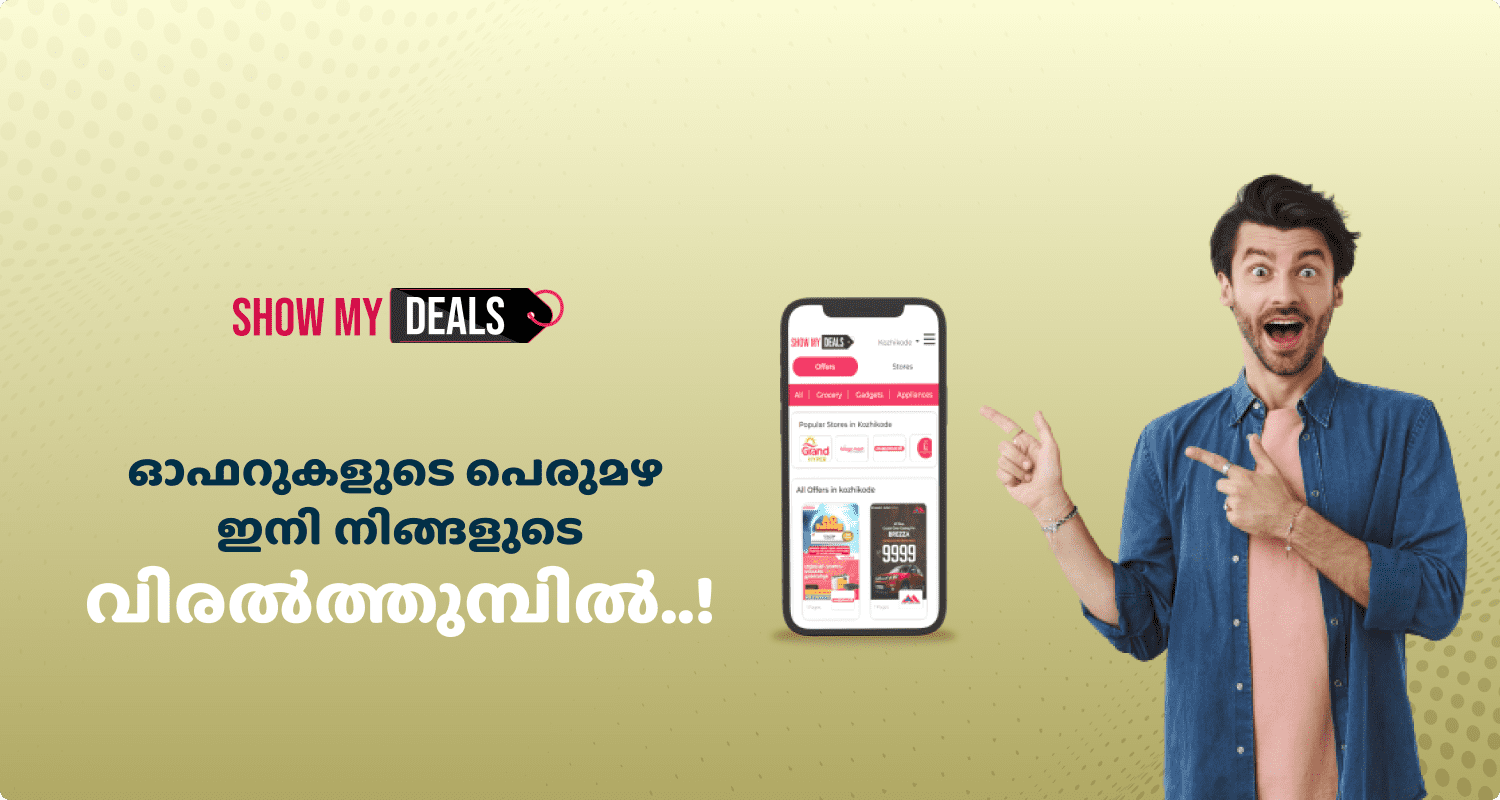 SHOW MY DEALS
ഓഫറുകളുടെ പെരുമഴ
ഇനി നിങ്ങളുടെ
വിരൽത്തുമ്പിൽ..!
SHOW MY DEALS
Kozhikode
Offers
Stores
All | Grocery | Gadgets | Appliances
Popular Stores in Kozhikode
Grand
All Offers in kozhikode
BREZZA
9999